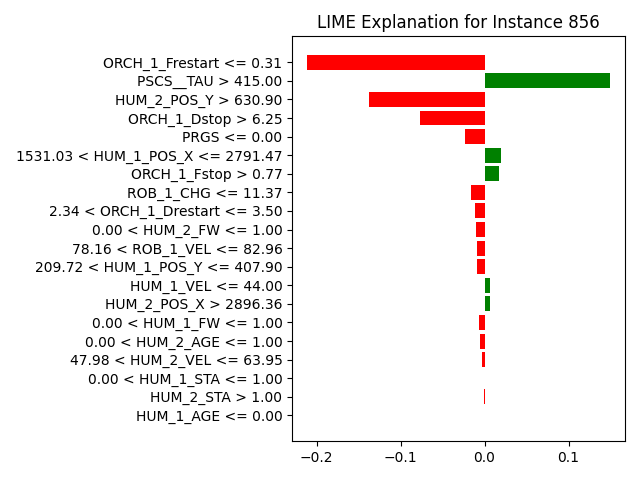 LIME Explanation for Instance 856
ORCH_1_Frestart <= 0.31
PSCS__TAU > 415.00
HUM_2_POS_Y > 630.90
ORCH_1_Dstop > 6.25
PRGS <= 0.00
1531.03 < HUM_1_POS_X <= 2791.47
ORCH_1_Fstop > 0.77
ROB_1_CHG <= 11.37
2.34 < ORCH_1_Drestart <= 3.50
0.00 < HUM_2_FW <= 1.00
78.16 < ROB_1_VEL <= 82.96
209.72 < HUM_1_POS_Y <= 407.90
HUM_1_VEL <= 44.00
HUM_2_POS_X > 2896.36
0.00 < HUM_1_FW <= 1.00
0.00 < HUM_2_AGE <= 1.00
47.98 < HUM_2_VEL <= 63.95
0.00 < HUM_1_STA <= 1.00
HUM_2_STA > 1.00
HUM_1_AGE <= 0.00
−0.2 −0.1 0.0 0.1